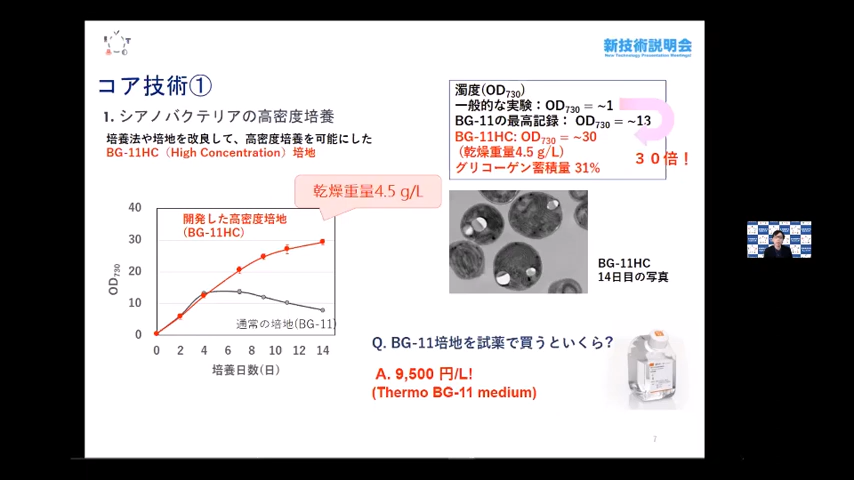 新技術説明会
New Technology Presentation Meetings!
コア技術①
1. シアノバクテリアの高密度培養
培養法や培地を改良して、高密度培養を可能にした
BG-11HC（High Concentration）培地
濁度(OD730)
一般的な実験：OD730 = ~1
BG-11の最高記録： OD730 = ~13
BG-11HC: OD730 = ~30
（乾燥重量4.5 g/L）
グリコーゲン蓄積量 31%
３０倍！
乾燥重量4.5 g/L
開発した高密度培地
(BG-11HC)
通常の培地(BG-11)
OD730
40
30
20
10
0
0 2 4 6 8 10 11 12 14
培養日数(日)
BG-11HC
14日目の写真
Q. BG-11培地を試薬で買うといくら？
A. 9,500 円/L!
(Thermo BG-11 medium)
7